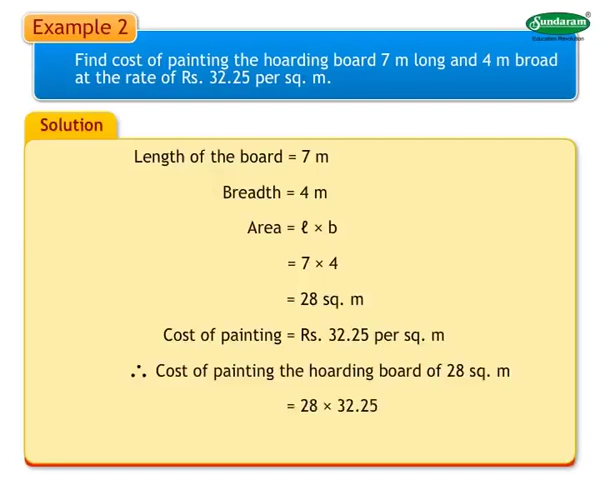 Example 2
Sundaram®
Education Revolution
Find cost of painting the hoarding board 7 m long and 4 m broad
at the rate of Rs. 32.25 per sq. m.
Solution
Length of the board = 7 m
Breadth = 4 m
Area = ℓ × b
= 7 × 4
= 28 sq. m
Cost of painting = Rs. 32.25 per sq. m
∴ Cost of painting the hoarding board of 28 sq. m
= 28 × 32.25